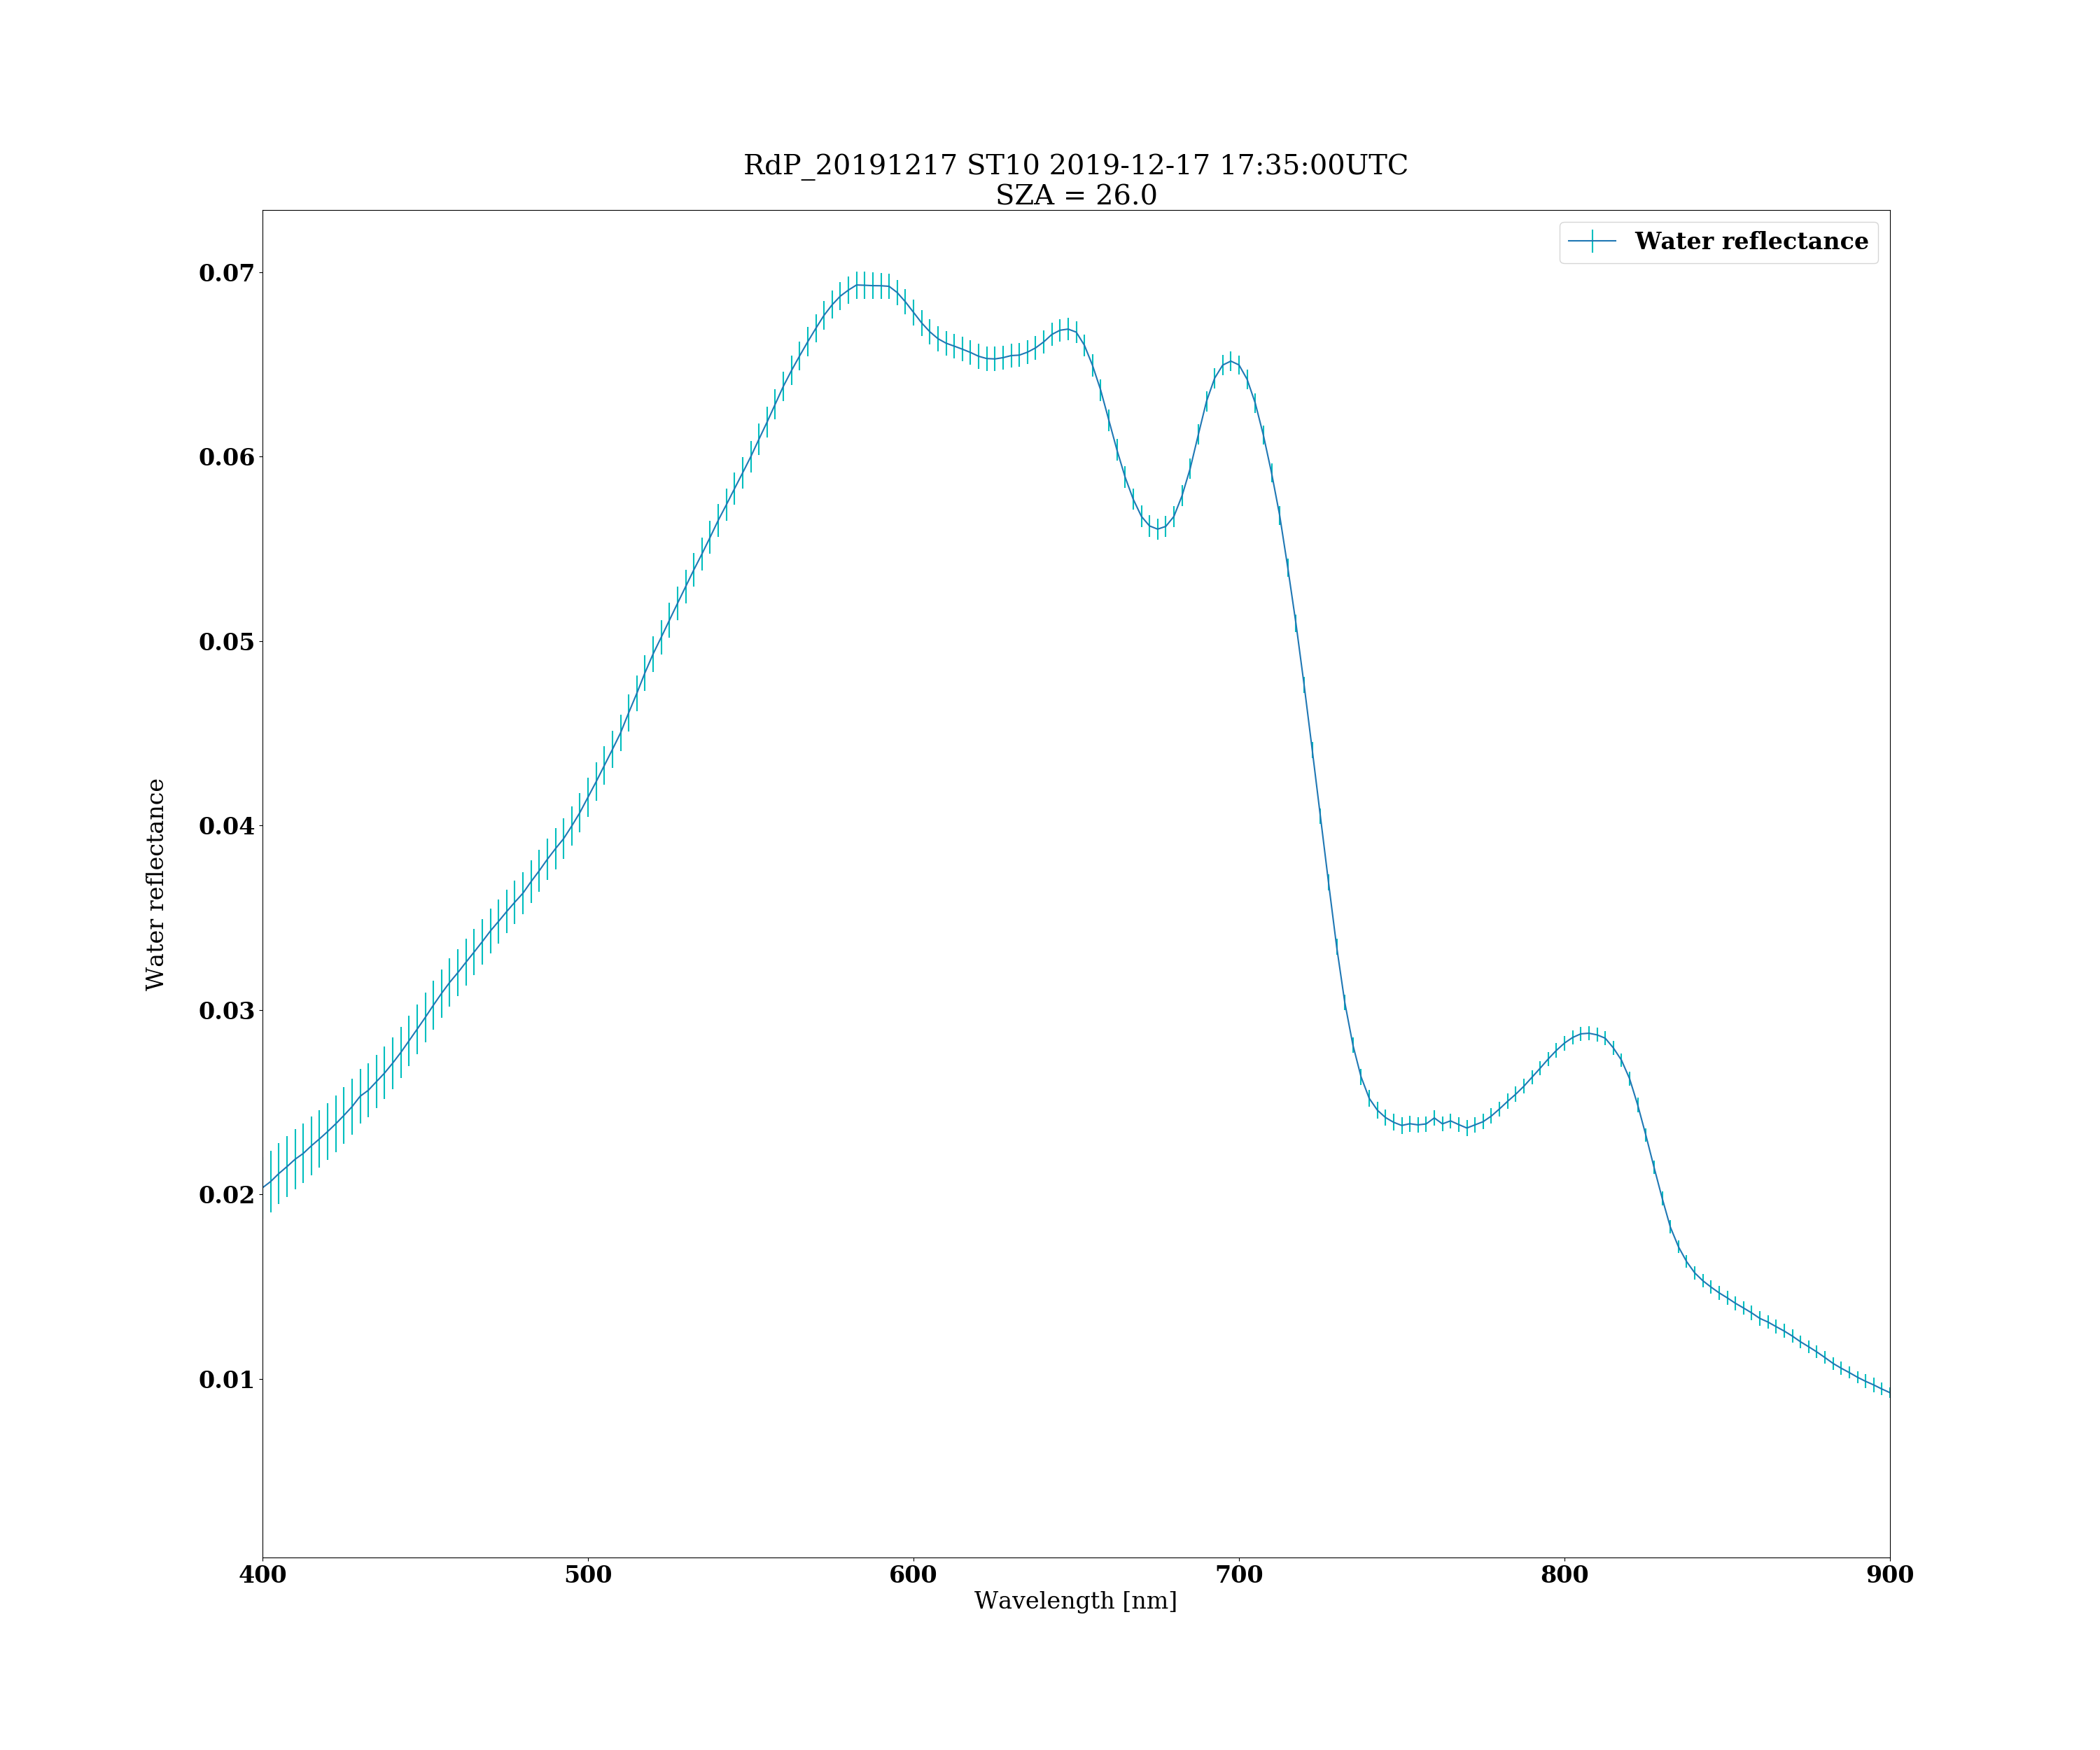 RdP_20191217 ST10 2019-12-17 17:35:00UTC
SZA = 26.0
Water reflectance
0.07
0.06
0.05
0.04
0.03
0.02
0.01
Water reflectance
400 500 600 700 800 900
Wavelength [nm]